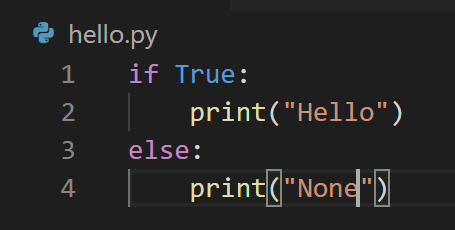 hello.py
1 if True:
2     print("Hello")
3 else:
4     print("None")